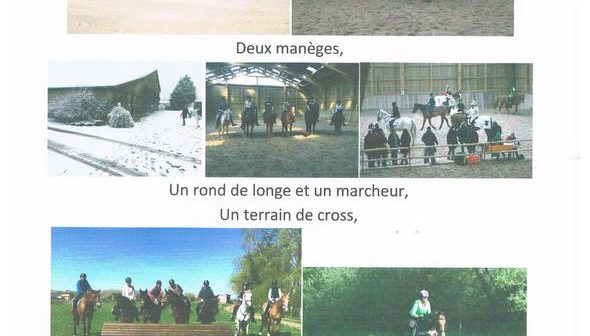 Deux manèges,
Un rond de longe et un marcheur,
Un terrain de cross,